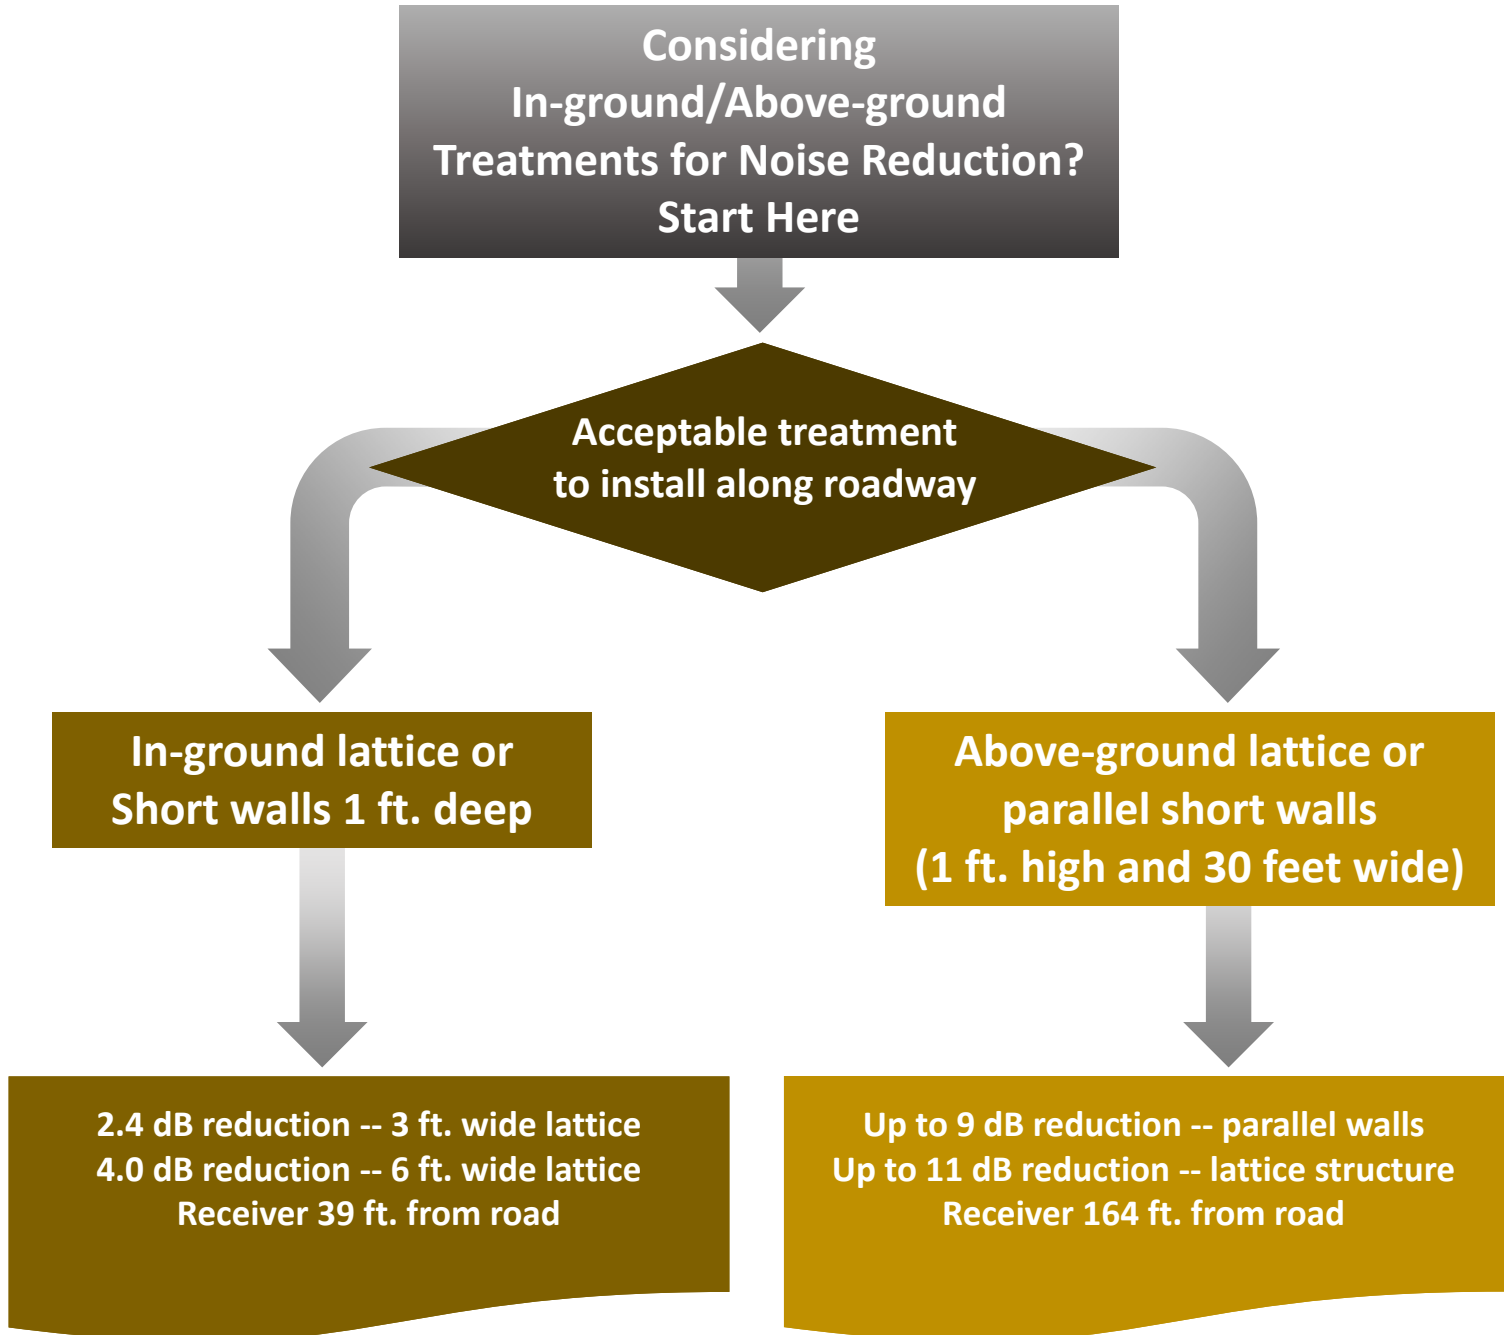 Considering
In-ground/Above-ground
Treatments for Noise Reduction?
Start Here
Acceptable treatment
to install along roadway
In-ground lattice or
Short walls 1 ft. deep
Above-ground lattice or
parallel short walls
(1 ft. high and 30 feet wide)
2.4 dB reduction -- 3 ft. wide lattice
4.0 dB reduction -- 6 ft. wide lattice
Receiver 39 ft. from road
Up to 9 dB reduction -- parallel walls
Up to 11 dB reduction -- lattice structure
Receiver 164 ft. from road